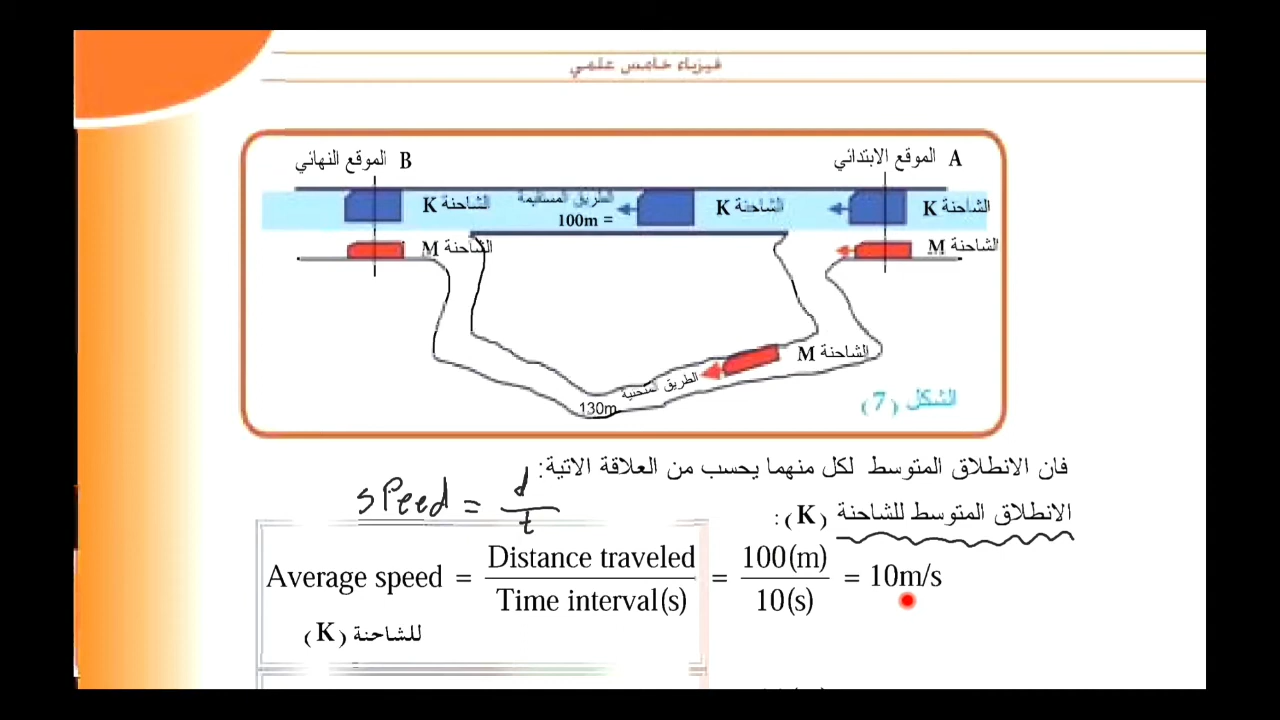 فيزياء خامس علمي
A الموقع الابتدائي
B الموقع النهائي
الشاحنة K
الشاحنة K
الطريق المستقيمة
100m =
الشاحنة K
الشاحنة M
الشاحنة M
الشاحنة M
الطريق المنحنية
130m
الشكل (7)
فان الانطلاق المتوسط لكل منهما يحسب من العلاقة الاتية:
speed = d/t
الانطلاق المتوسط للشاحنة (K):
Average speed = Distance traveled / Time interval(s) = 100(m) / 10(s) = 10m/s
للشاحنة (K)